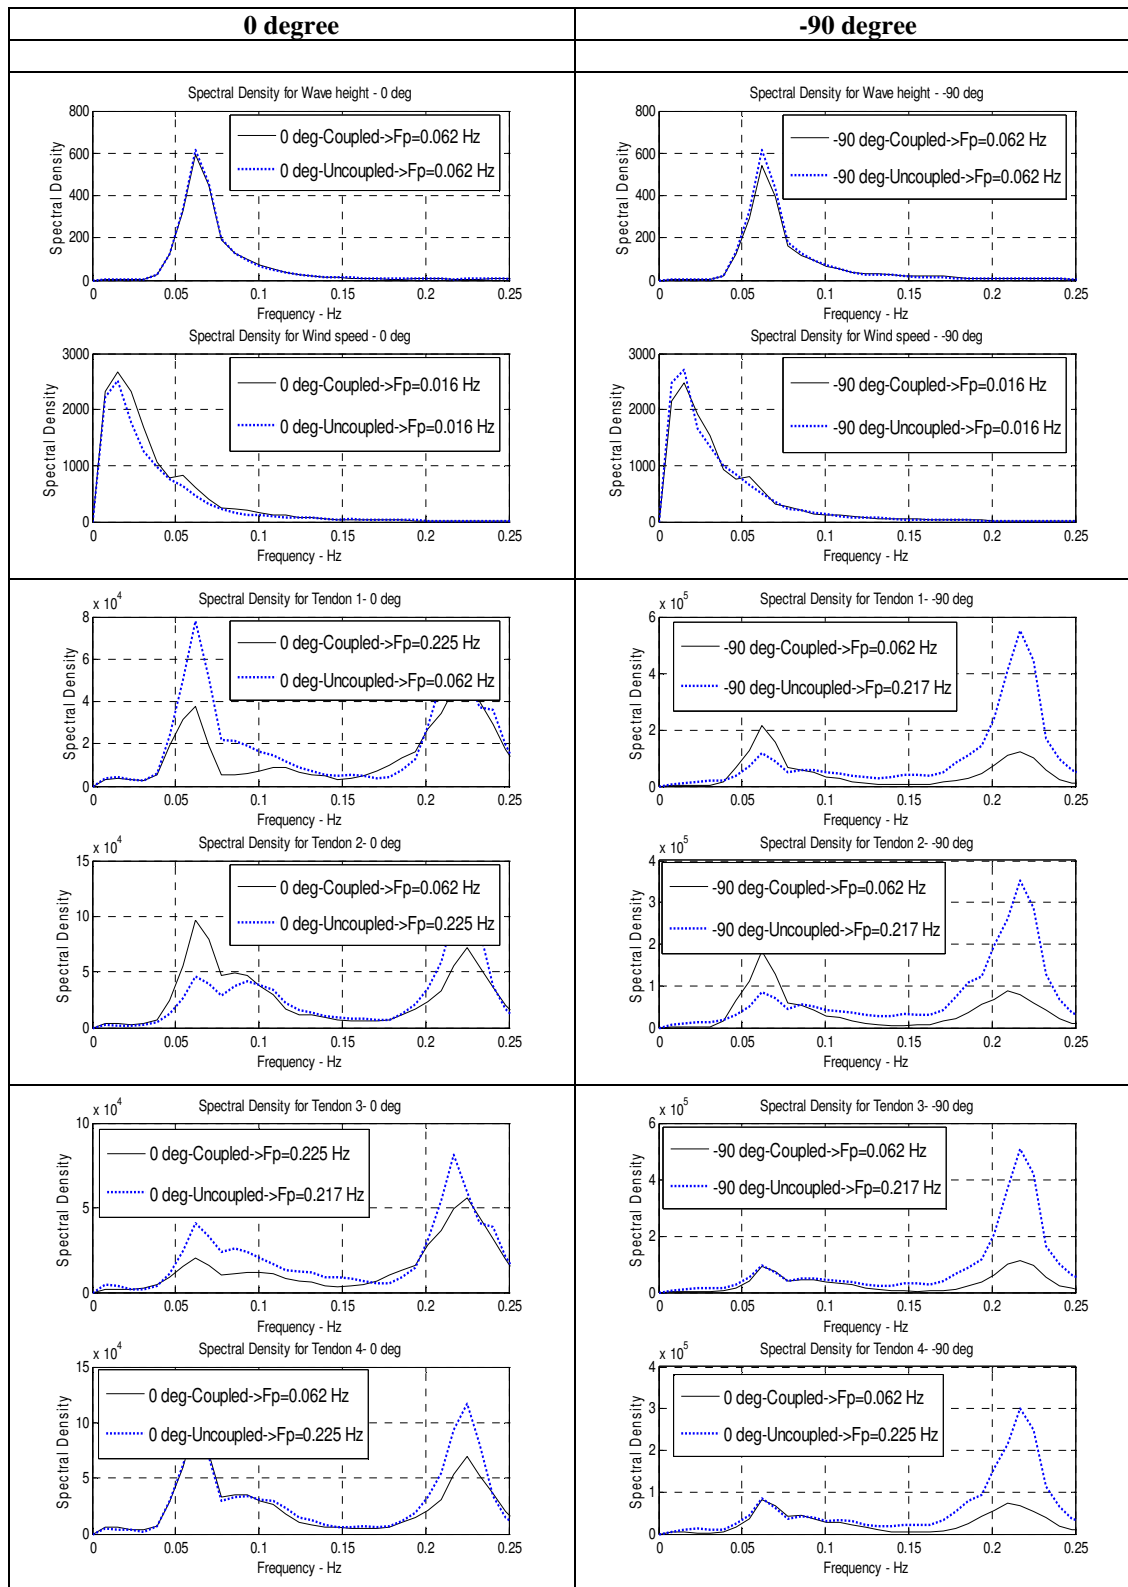 0 degree
-90 degree
Spectral Density for Wave height - 0 deg
800
600
400
200
0
Spectral Density
0 deg-Coupled->Fp=0.062 Hz
0 deg-Uncoupled->Fp=0.062 Hz
0 0.05 0.1 0.15 0.2 0.25
Frequency - Hz
Spectral Density for Wind speed - 0 deg
3000
2000
1000
0
Spectral Density
0 deg-Coupled->Fp=0.016 Hz
0 deg-Uncoupled->Fp=0.016 Hz
0 0.05 0.1 0.15 0.2 0.25
Frequency - Hz
Spectral Density for Wave height - -90 deg
800
600
400
200
0
Spectral Density
-90 deg-Coupled->Fp=0.062 Hz
-90 deg-Uncoupled->Fp=0.062 Hz
0 0.05 0.1 0.15 0.2 0.25
Frequency - Hz
Spectral Density for Wind speed - -90 deg
3000
2000
1000
0
Spectral Density
-90 deg-Coupled->Fp=0.016 Hz
-90 deg-Uncoupled->Fp=0.016 Hz
0 0.05 0.1 0.15 0.2 0.25
Frequency - Hz
x 10^4
Spectral Density for Tendon 1- 0 deg
8
6
4
2
0
Spectral Density
0 deg-Coupled->Fp=0.225 Hz
0 deg-Uncoupled->Fp=0.062 Hz
0 0.05 0.1 0.15 0.2 0.25
Frequency - Hz
x 10^4
Spectral Density for Tendon 2- 0 deg
15
10
5
0
Spectral Density
0 deg-Coupled->Fp=0.062 Hz
0 deg-Uncoupled->Fp=0.225 Hz
0 0.05 0.1 0.15 0.2 0.25
Frequency - Hz
x 10^5
Spectral Density for Tendon 1- -90 deg
6
4
2
0
Spectral Density
-90 deg-Coupled->Fp=0.062 Hz
-90 deg-Uncoupled->Fp=0.217 Hz
0 0.05 0.1 0.15 0.2 0.25
Frequency - Hz
x 10^5
Spectral Density for Tendon 2- -90 deg
4
3
2
1
0
Spectral Density
-90 deg-Coupled->Fp=0.062 Hz
-90 deg-Uncoupled->Fp=0.217 Hz
0 0.05 0.1 0.15 0.2 0.25
Frequency - Hz
x 10^4
Spectral Density for Tendon 3- 0 deg
10
5
0
Spectral Density
0 deg-Coupled->Fp=0.225 Hz
0 deg-Uncoupled->Fp=0.217 Hz
0 0.05 0.1 0.15 0.2 0.25
Frequency - Hz
x 10^4
Spectral Density for Tendon 4- 0 deg
15
10
5
0
Spectral Density
0 deg-Coupled->Fp=0.062 Hz
0 deg-Uncoupled->Fp=0.225 Hz
0 0.05 0.1 0.15 0.2 0.25
Frequency - Hz
x 10^5
Spectral Density for Tendon 3- -90 deg
6
4
2
0
Spectral Density
-90 deg-Coupled->Fp=0.062 Hz
-90 deg-Uncoupled->Fp=0.217 Hz
0 0.05 0.1 0.15 0.2 0.25
Frequency - Hz
x 10^5
Spectral Density for Tendon 4- -90 deg
4
3
2
1
0
Spectral Density
0 deg-Coupled->Fp=0.062 Hz
0 deg-Uncoupled->Fp=0.225 Hz
0 0.05 0.1 0.15 0.2 0.25
Frequency - Hz